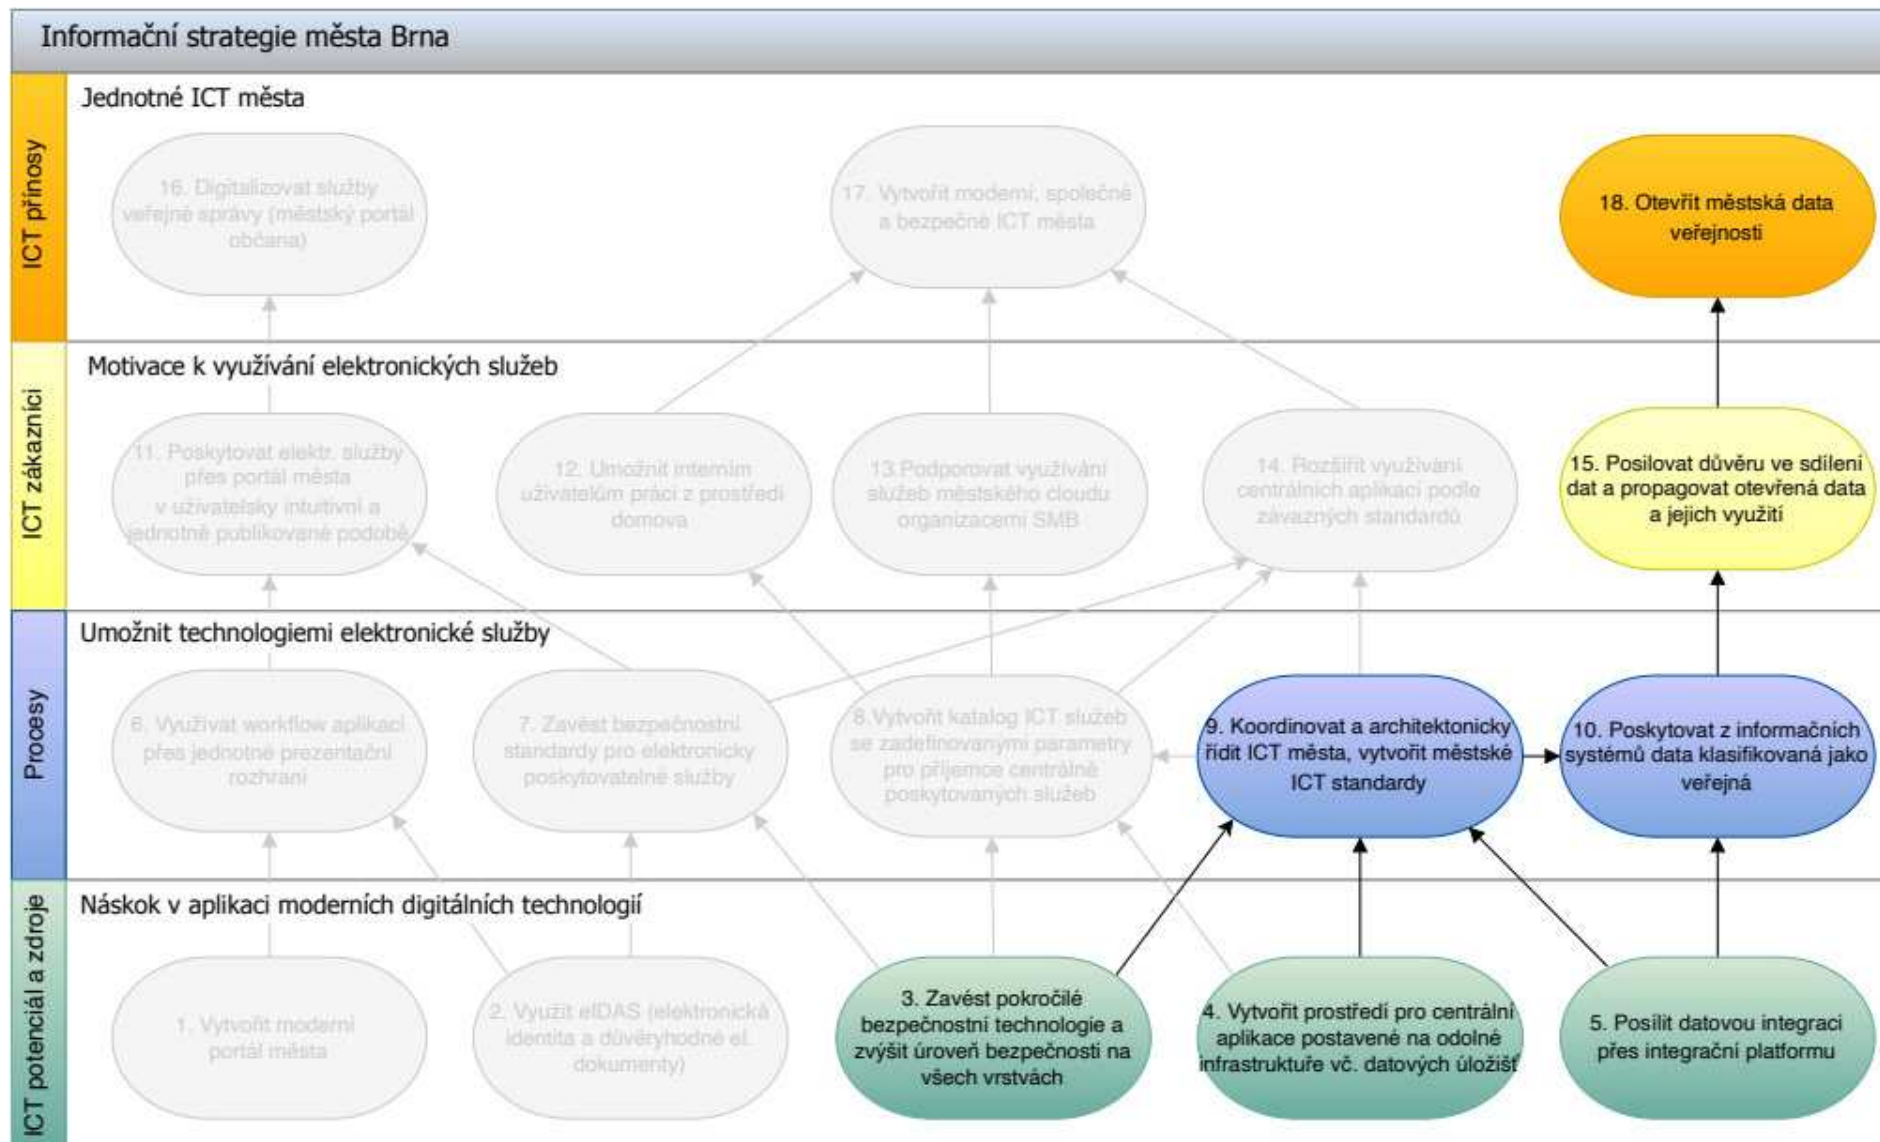 Informační strategie města Brna
ICT přínosy
Jednotné ICT města
16. Digitalizovat služby
veřejné správy (městský portál
občana)
17. Vytvořit moderní, společné
a bezpečné ICT města
18. Otevřít městská data
veřejnosti
ICT zákazníci
Motivace k využívání elektronických služeb
11. Poskytovat elektr. služby
přes portál města
v uživatelsky intuitivní a
jednotně publikované podobě
12. Umožnit interním
uživatelům práci z prostředí
domova
13.Podporovat využívání
služeb městského cloudu
organizacemi SMB
14. Rozšířit využívání
centrálních aplikací podle
závazných standardů
15. Posilovat důvěru ve sdílení
dat a propagovat otevřená data
a jejich využití
Procesy
Umožnit technologiemi elektronické služby
6. Využívat workflow aplikací
přes jednotné prezentační
rozhraní
7. Zavést bezpečnostní
standardy pro elektronicky
poskytovatelné služby
8.Vytvořit katalog ICT služeb
se zadefinovanými parametry
pro příjemce centrálně
poskytovaných služeb
9. Koordinovat a architektonicky
řídit ICT města, vytvořit městské
ICT standardy
10. Poskytovat z informačních
systémů data klasifikovaná jako
veřejná
ICT potenciál a zdroje
Náskok v aplikaci moderních digitálních technologií
1. Vytvořit moderní
portál města
2. Využít eIDAS (elektronická
identita a důvěryhodné el.
dokumenty)
3. Zavést pokročilé
bezpečnostní technologie a
zvýšit úroveň bezpečnosti na
všech vrstvách
4. Vytvořit prostředí pro centrální
aplikace postavené na odolné
infrastruktuře vč. datových úložišť
5. Posílit datovou integraci
přes integrační platformu